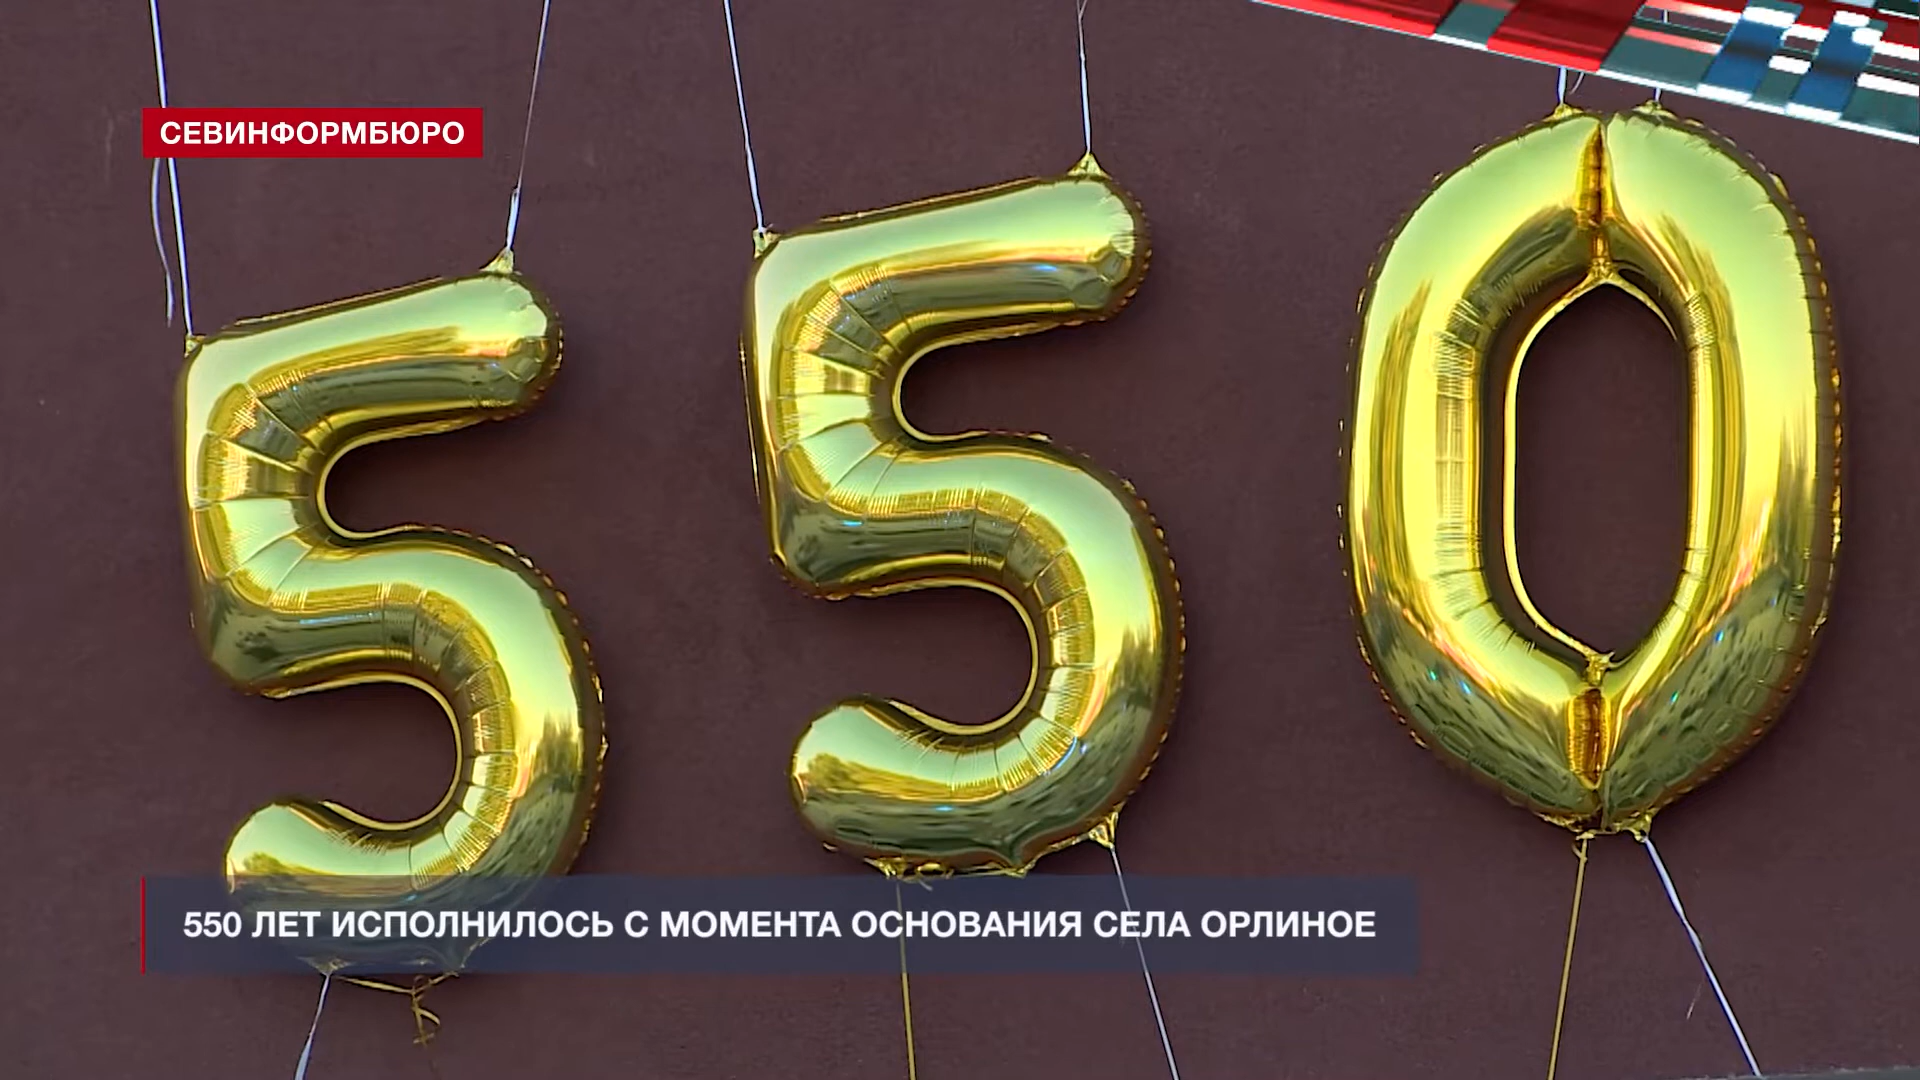 СЕВИНФОРМБЮРО
550
550 ЛЕТ ИСПОЛНИЛОСЬ С МОМЕНТА ОСНОВАНИЯ СЕЛА ОРЛИНОЕ